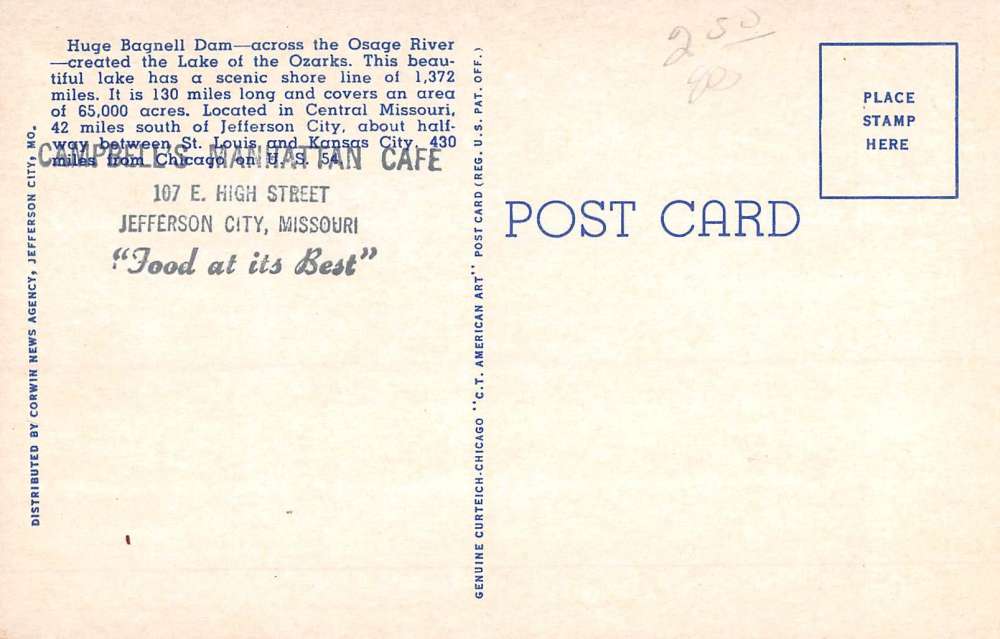 Huge Bagnell Dam—across the Osage River
—created the Lake of the Ozarks. This beau-
tiful lake has a scenic shore line of 1,372
miles. It is 130 miles long and covers an area
of 65,000 acres. Located in Central Missouri,
42 miles south of Jefferson City, about half-
way between St. Louis and Kansas City, 430
miles from Chicago on U. S. 54.
CAMPBELL'S MANHATTAN CAFE
107 E. HIGH STREET
JEFFERSON CITY, MISSOURI
"Food at its Best"
DISTRIBUTED BY CORWIN NEWS AGENCY, JEFFERSON CITY, MO.
GENUINE CURTEICH-CHICAGO "C.T. AMERICAN ART" POST CARD (REG. U.S. PAT. OFF.)
2 50
POST CARD
PLACE
STAMP
HERE